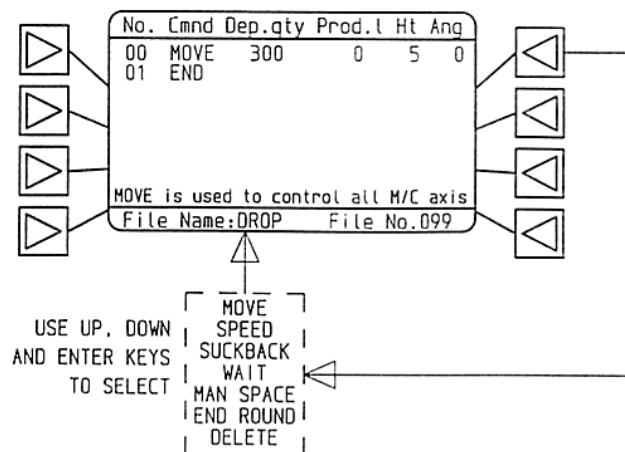 No. Cmnd Dep.qty Prod.l Ht Ang
00 MOVE 300 0 5 0
01 END
MOVE is used to control all M/C axis
File Name:DROP File No.099
USE UP, DOWN
AND ENTER KEYS
TO SELECT
MOVE
SPEED
SUCKBACK
WAIT
MAN SPACE
END ROUND
DELETE